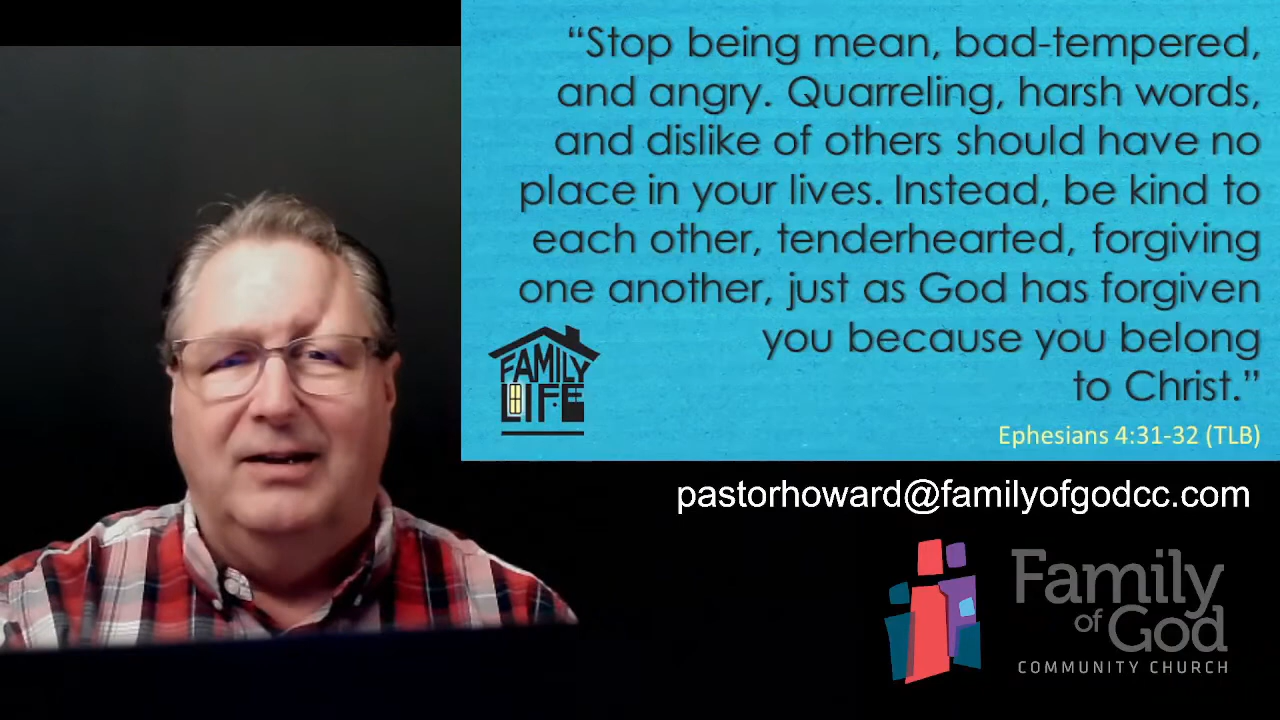 “Stop being mean, bad-tempered,
and angry. Quarreling, harsh words,
and dislike of others should have no
place in your lives. Instead, be kind to
each other, tenderhearted, forgiving
one another, just as God has forgiven
you because you belong
to Christ.”
Ephesians 4:31-32 (TLB)
FAMILY
LIFE
pastorhoward@familyofgodcc.com
Family
of
God
COMMUNITY CHURCH